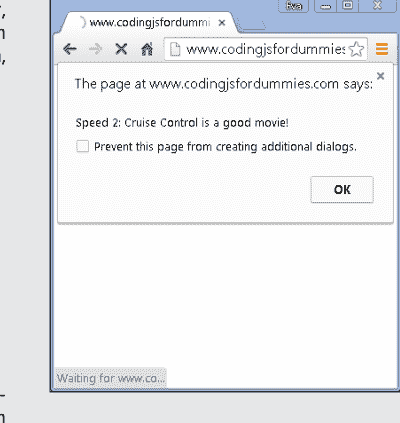 Eva
www.codingjsfordummi
www.codingjsfordummies
The page at www.codingjsfordummies.com says:
Speed 2: Cruise Control is a good movie!
Prevent this page from creating additional dialogs.
OK
Waiting for www.co...